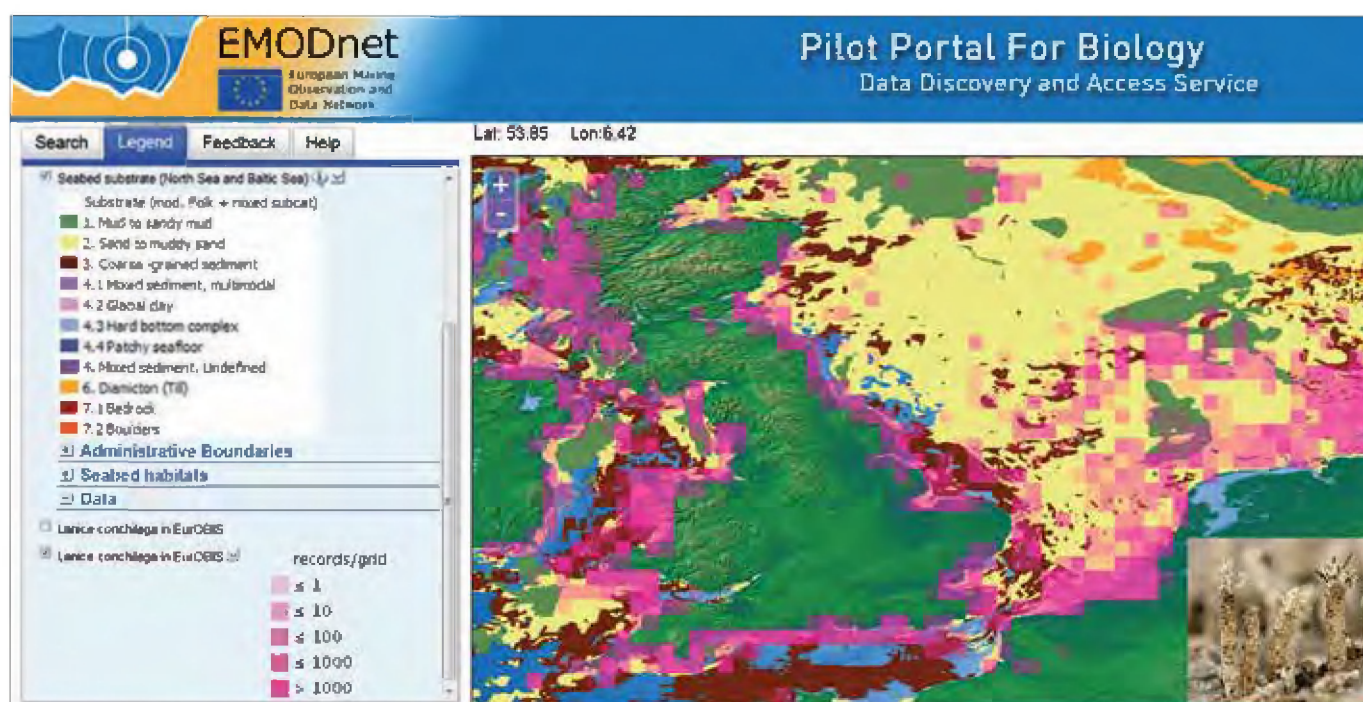 EMODnet
European Marine
Observation and
Data Network
Pilot Portal For Biology
Data Discovery and Access Service
Search Legend Feedback Help
Lat: 53.85 Lon:6.42
Seabed substrate (North Sea and Baltic Sea)
Substrate (mod. Folk + mixed subcat)
1. Mud to sandy mud
2. Sand to muddy sand
3. Coarse -grained sediment
4.1 Mixed sediment, multimodal
4.2 Glacial clay
4.3 Hard bottom complex
4.4 Patchy seafloor
4. Mixed sediment, Undefined
6. Diamicton (Till)
7.1 Bedrock
7.2 Boulders
Administrative Boundaries
Seabed habitats
Data
Lanice conchilega in EurOBIS
Lanice conchilega in EurOBIS
records/grid
≤ 1
≤ 10
≤ 100
≤ 1000
> 1000